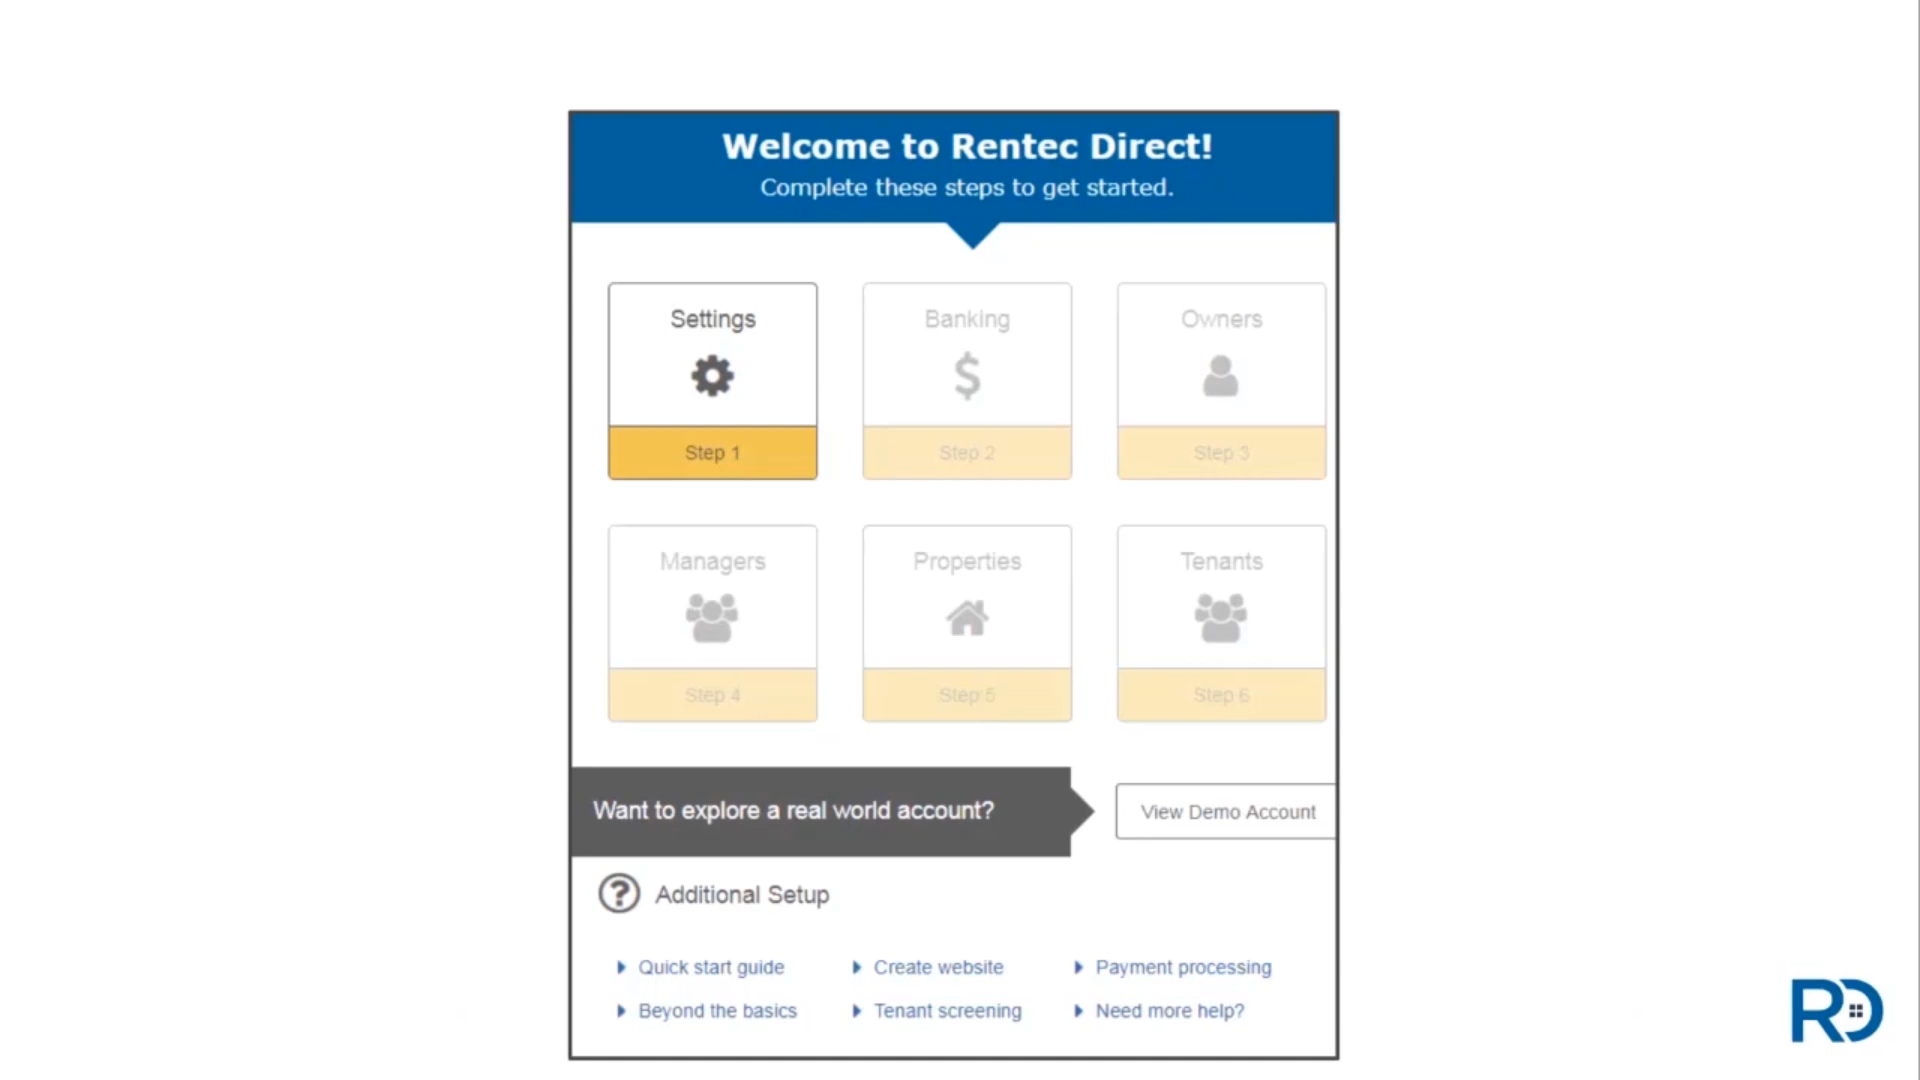 Welcome to Rentec Direct!
Complete these steps to get started.
Settings
Step 1
Banking
$
Step 2
Owners
Step 3
Managers
Step 4
Properties
Step 5
Tenants
Step 6
Want to explore a real world account?
View Demo Account
? Additional Setup
Quick start guide
Create website
Payment processing
Beyond the basics
Tenant screening
Need more help?
RD